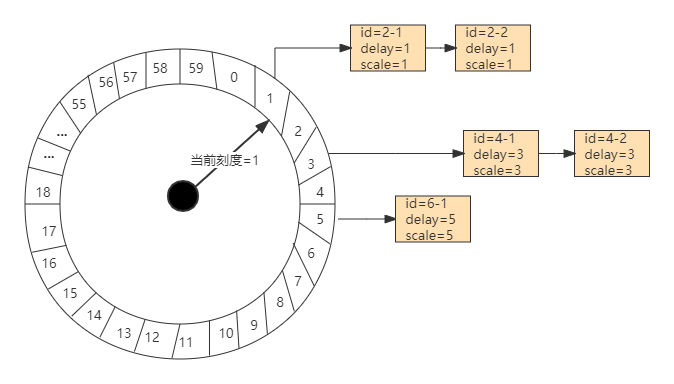 id=2-1
delay=1
scale=1
id=2-2
delay=1
scale=1
id=4-1
delay=3
scale=3
id=4-2
delay=3
scale=3
id=6-1
delay=5
scale=5
当前刻度=1
0
1
2
3
4
5
6
7
8
9
10
11
12
13
14
15
16
17
18
...
...
55
56
57
58
59